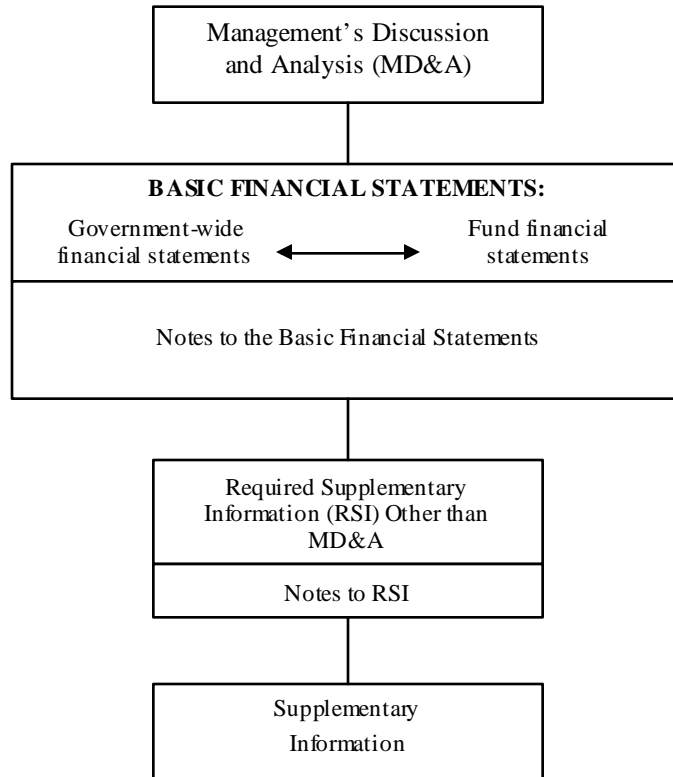 Management’s Discussion
and Analysis (MD&A)
BASIC FINANCIAL STATEMENTS:
Government-wide
financial statements
Fund financial
statements
Notes to the Basic Financial Statements
Required Supplementary
Information (RSI) Other than
MD&A
Notes to RSI
Supplementary
Information